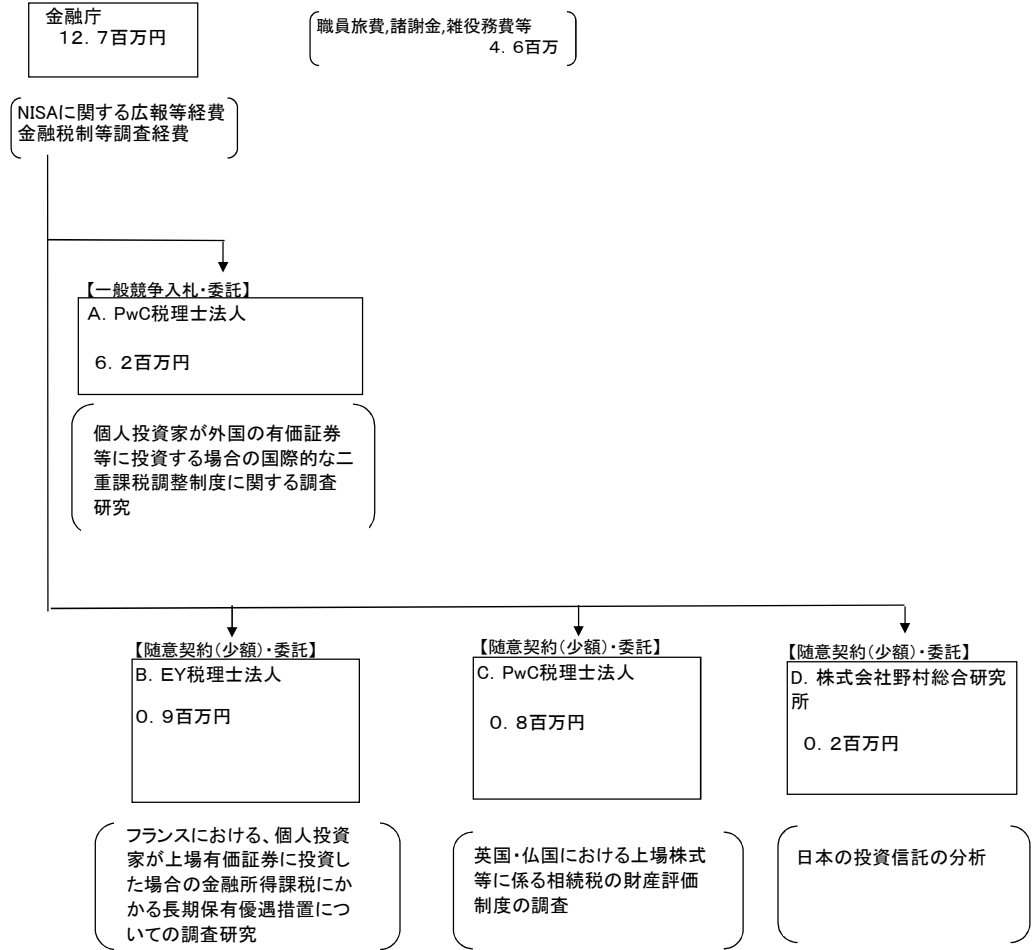 金融庁
１２．７百万円
職員旅費,諸謝金,雑役務費等
４．６百万
NISAに関する広報等経費
金融税制等調査経費
【一般競争入札・委託】
Ａ．PwC税理士法人
６．２百万円
個人投資家が外国の有価証券
等に投資する場合の国際的な二
重課税調整制度に関する調査
研究
【随意契約(少額)・委託】
Ｂ．EY税理士法人
０．９百万円
【随意契約(少額)・委託】
Ｃ．PwC税理士法人
０．８百万円
【随意契約(少額)・委託】
Ｄ．株式会社野村総合研究
所
０．２百万円
フランスにおける、個人投資
家が上場有価証券に投資し
た場合の金融所得課税にか
かる長期保有優遇措置につ
いての調査研究
英国・仏国における上場株式
等に係る相続税の財産評価
制度の調査
日本の投資信託の分析